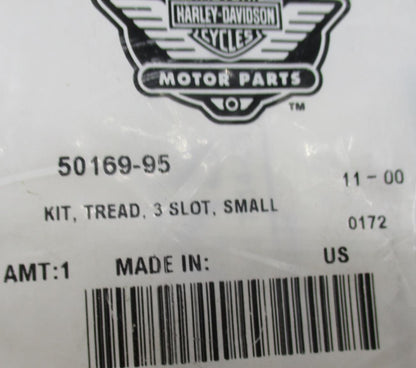 HARLEY-DAVIDSON
CYCLES
MOTOR PARTS
TM
50169-95
11-00
KIT, TREAD, 3 SLOT, SMALL
0172
AMT:1 MADE IN: US